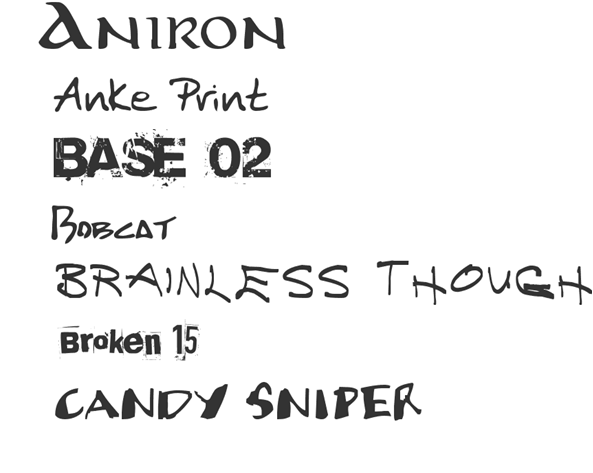 ANIRON
Anke Print
BASE 02
BOBCAT
BRAINLESS THOUGH
Broken 15
CANDY SNIPER